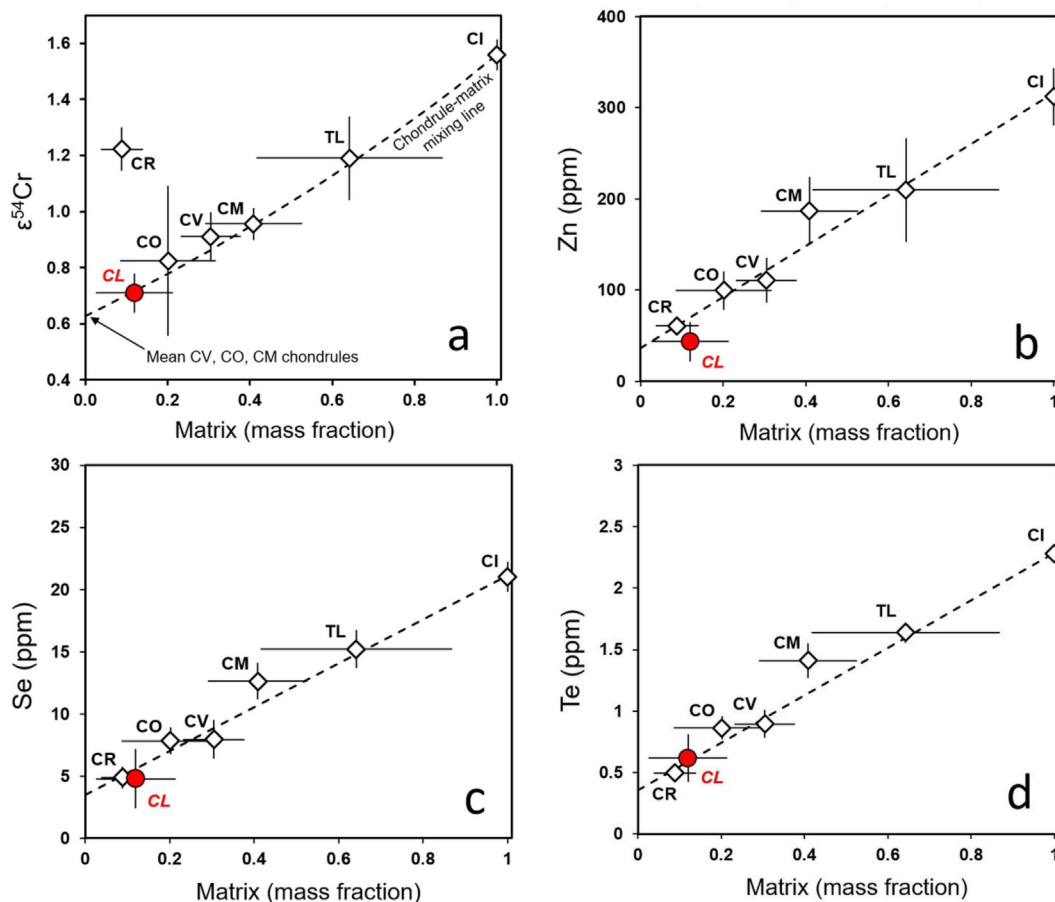 1.6
1.4
1.2
1.0
0.8
0.6
0.4
ε⁵⁴Cr
CI
Chondrule-matrix
mixing line
TL
CR
CM
CV
CO
CL
Mean CV, CO, CM chondrules
a
0.0 0.2 0.4 0.6 0.8 1.0
Matrix (mass fraction)
400
300
200
100
0
Zn (ppm)
CI
TL
CM
CV
CO
CR
CL
b
0 0.2 0.4 0.6 0.8 1
Matrix (mass fraction)
30
25
20
15
10
5
0
Se (ppm)
CI
TL
CM
CO CV
CR
CL
c
0 0.2 0.4 0.6 0.8 1
Matrix (mass fraction)
3
2.5
2
1.5
1
0.5
0
Te (ppm)
CI
TL
CM
CO CV
CL
CR
d
0 0.2 0.4 0.6 0.8 1
Matrix (mass fraction)